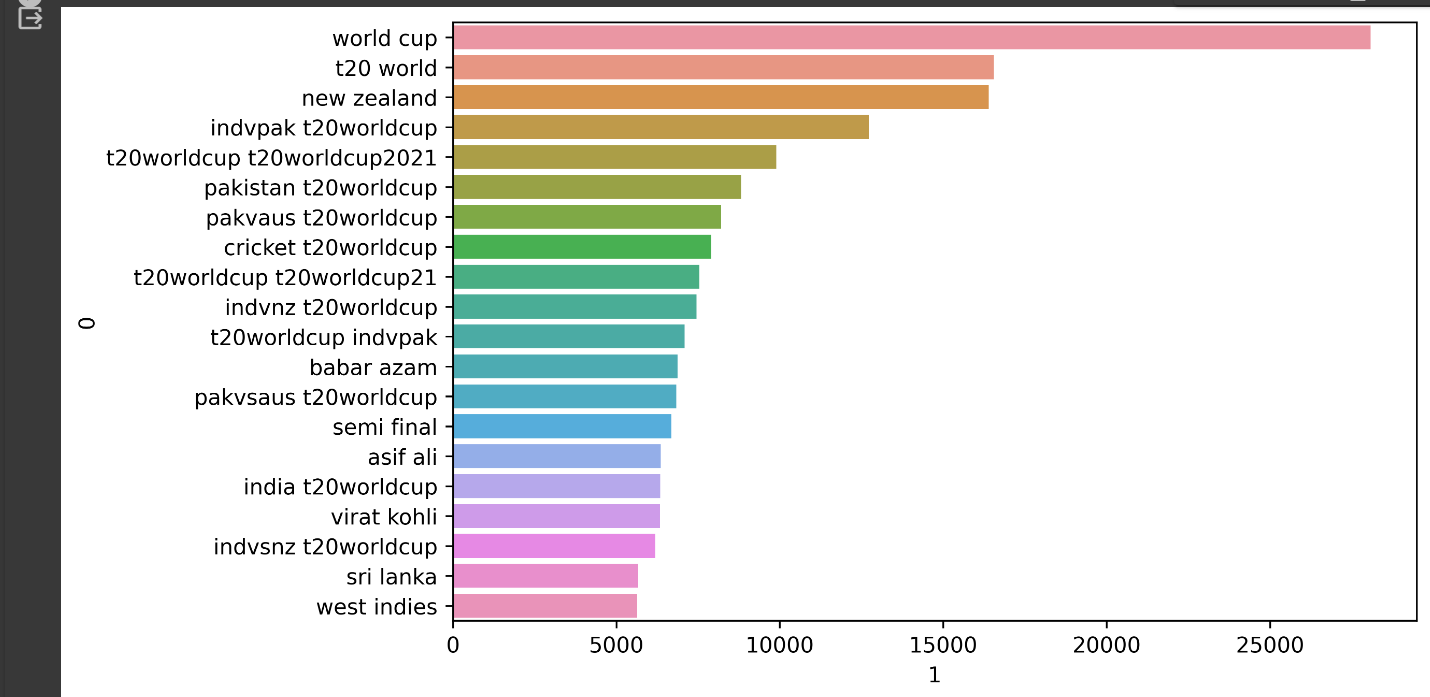 world cup
t20 world
new zealand
indvpak t20worldcup
t20worldcup t20worldcup2021
pakistan t20worldcup
pakvaus t20worldcup
cricket t20worldcup
t20worldcup t20worldcup21
indvnz t20worldcup
0
t20worldcup indvpak
babar azam
pakvsaus t20worldcup
semi final
asif ali
india t20worldcup
virat kohli
indvsnz t20worldcup
sri lanka
west indies
0 5000 10000 15000 20000 25000
1